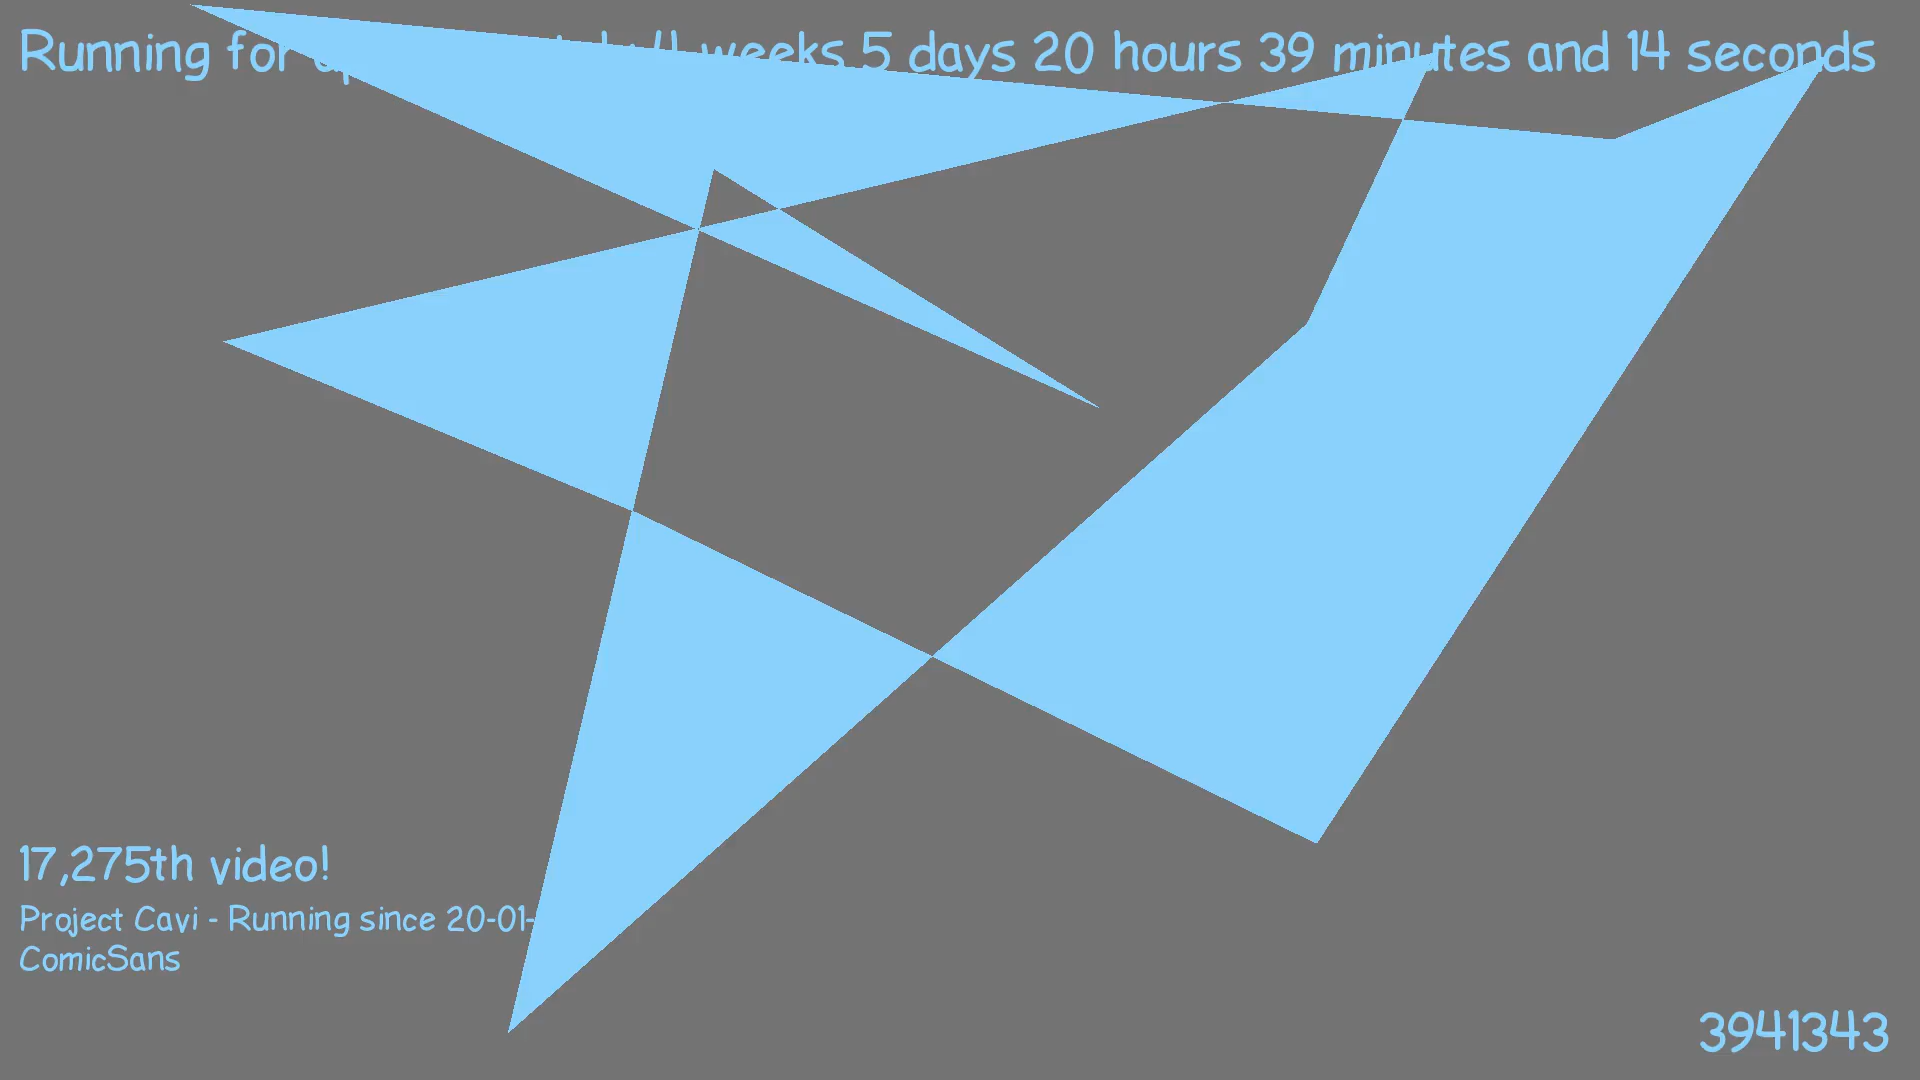 Running for weeks 5 days 20 hours 39 minutes and 14 seconds
17,275th video!
Project Cavi - Running since 20-01-
ComicSans
3941343